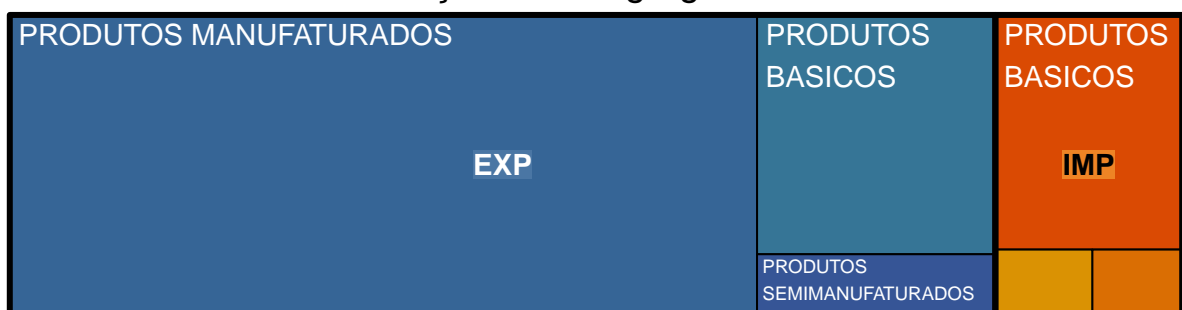 PRODUTOS MANUFATURADOS
EXP
PRODUTOS
BASICOS
PRODUTOS
SEMIMANUFATURADOS
PRODUTOS
BASICOS
IMP